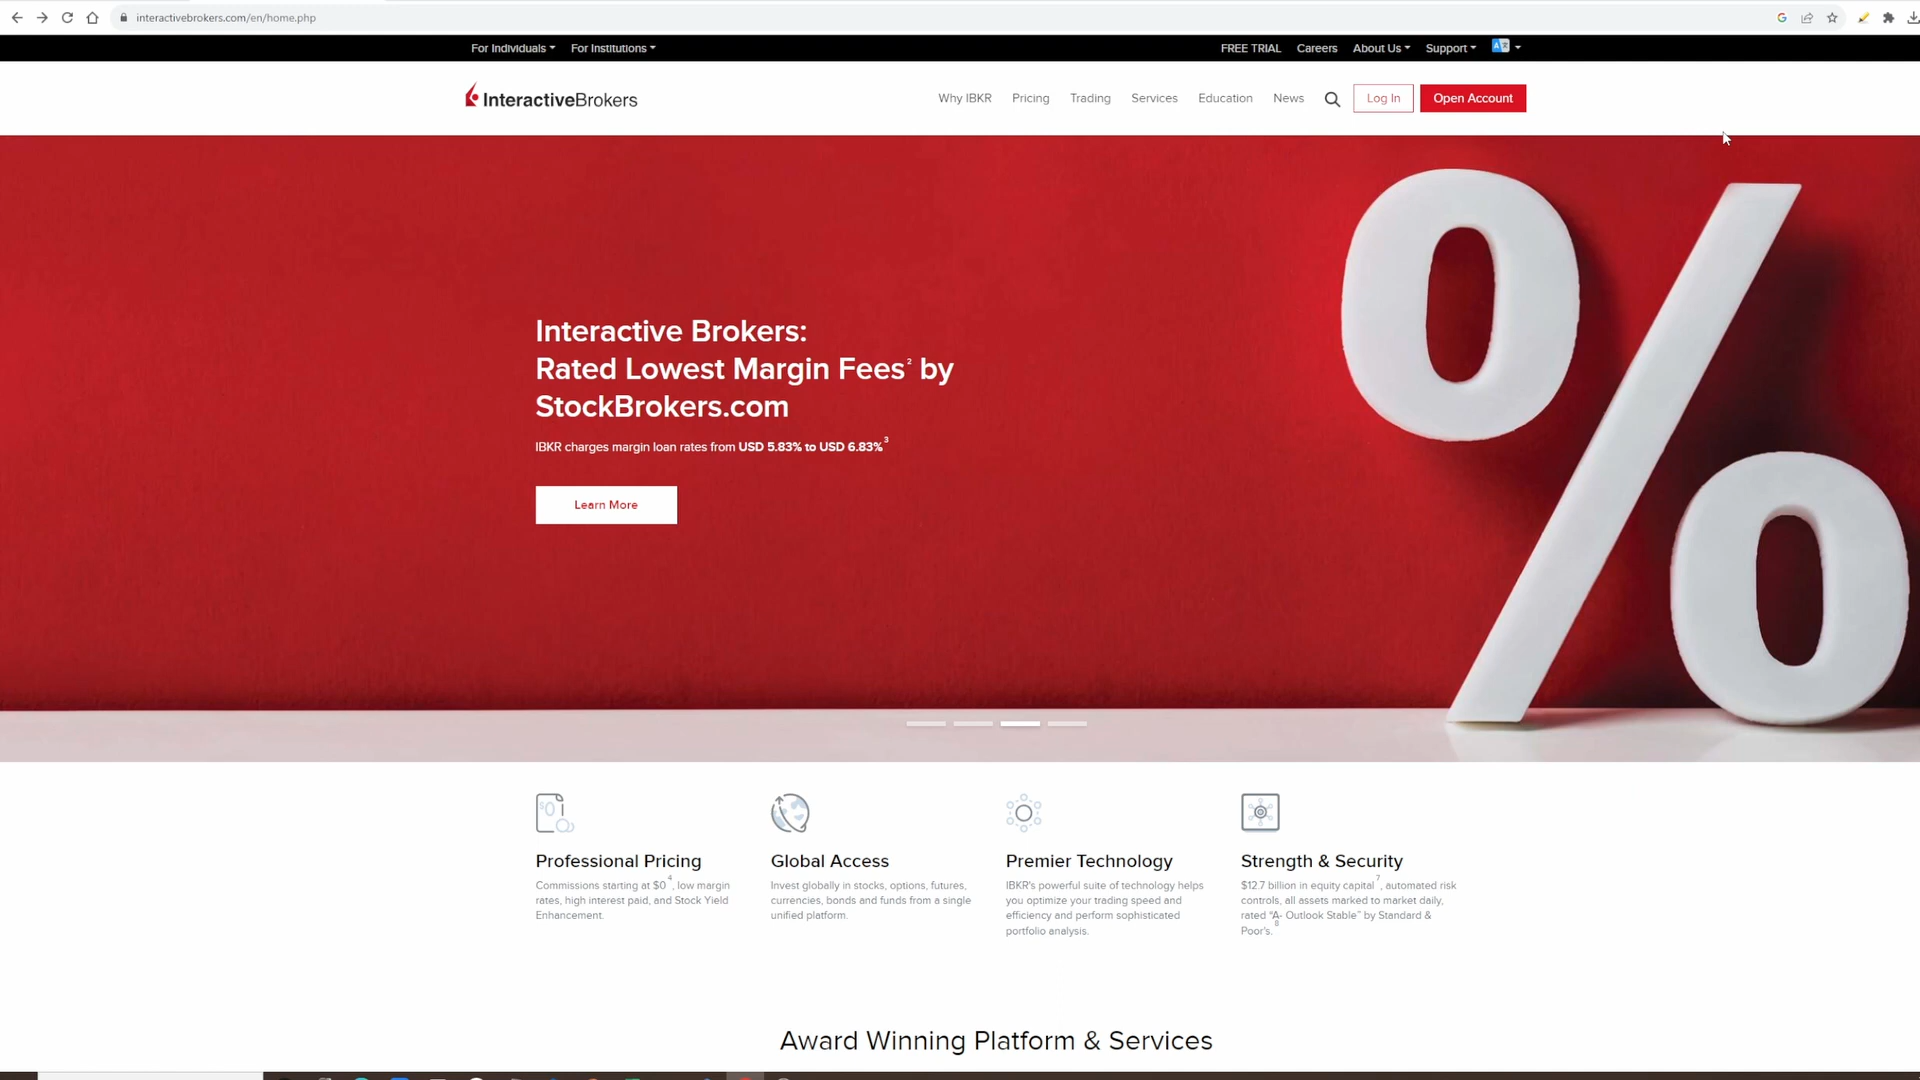 interactivebrokers.com/en/home.php
For Individuals For Institutions FREE TRIAL Careers About Us Support
InteractiveBrokers Why IBKR Pricing Trading Services Education News Log In Open Account
Interactive Brokers:
Rated Lowest Margin Fees² by
StockBrokers.com
IBKR charges margin loan rates from USD 5.83% to USD 6.83%³
Learn More
Professional Pricing
Commissions starting at $0⁴, low margin
rates, high interest paid, and Stock Yield
Enhancement.
Global Access
Invest globally in stocks, options, futures,
currencies, bonds and funds from a single
unified platform.
Premier Technology
IBKR's powerful suite of technology helps
you optimize your trading speed and
efficiency and perform sophisticated
portfolio analysis.
Strength & Security
$12.7 billion in equity capital⁷, automated risk
controls, all assets marked to market daily,
rated “A- Outlook Stable” by Standard &
Poor's.⁸
Award Winning Platform & Services